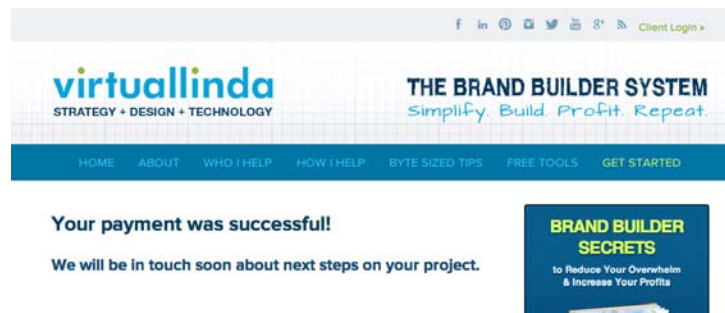 Client Login »
virtuallinda
STRATEGY + DESIGN + TECHNOLOGY
THE BRAND BUILDER SYSTEM
Simplify. Build. Profit. Repeat.
HOME ABOUT WHO I HELP HOW I HELP BYTE SIZED TIPS FREE TOOLS GET STARTED
Your payment was successful!
We will be in touch soon about next steps on your project.
BRAND BUILDER
SECRETS
to Reduce Your Overwhelm
& Increase Your Profits